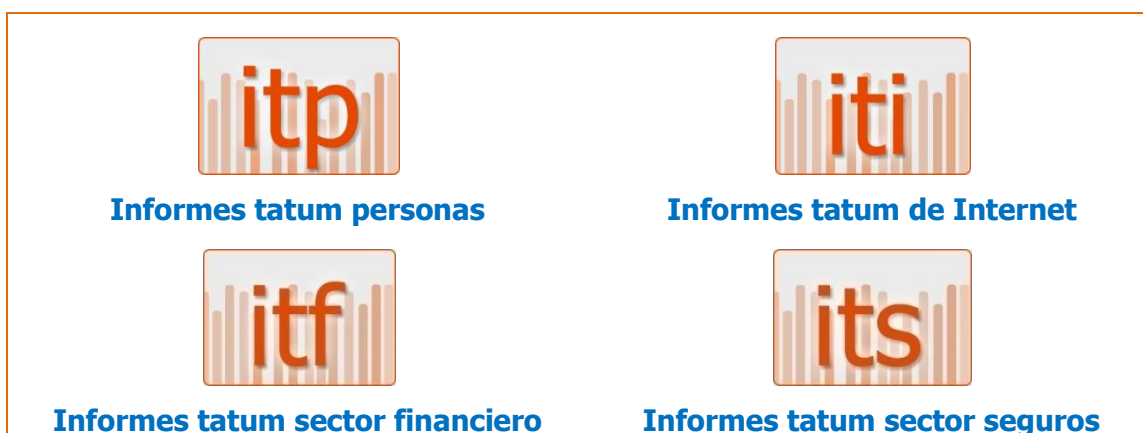 itp
iti
Informes tatum personas
Informes tatum de Internet
itf
its
Informes tatum sector financiero
Informes tatum sector seguros